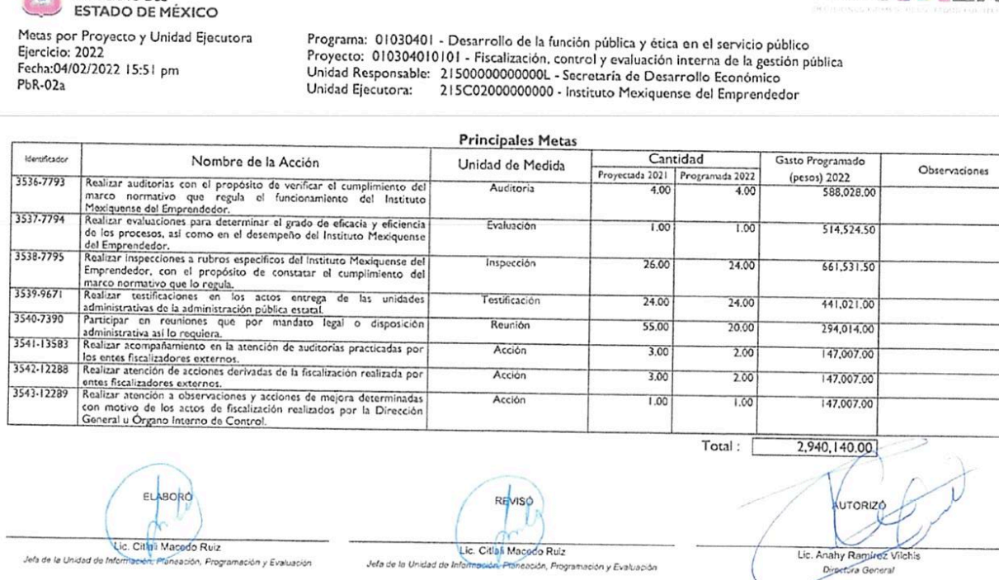 ESTADO DE MÉXICO
Metas por Proyecto y Unidad Ejecutora
Ejercicio: 2022
Fecha:04/02/2022 15:51 pm
PbR-02a
Programa: 01030401 - Desarrollo de la función pública y ética en el servicio público
Proyecto: 010304010101 - Fiscalización, control y evaluación interna de la gestión pública
Unidad Responsable: 21500000000000L - Secretaría de Desarrollo Económico
Unidad Ejecutora: 215C02000000000 - Instituto Mexiquense del Emprendedor
Principales Metas
Identificador Nombre de la Acción Unidad de Medida Cantidad Gasto Programado Observaciones
Proyectada 2021 Programada 2022 (pesos) 2022
3536-7793 Realizar auditorias con el propósito de verificar el cumplimiento del Auditoria 4.00 4.00 588,028.00
marco normativo que regula el funcionamiento del Instituto
Mexiquense del Emprendedor.
3537-7794 Realizar evaluaciones para determinar el grado de eficacia y eficiencia Evaluación 1.00 1.00 514,524.50
de los procesos, así como en el desempeño del Instituto Mexiquense
del Emprendedor.
3538-7795 Realizar inspecciones a rubros específicos del Instituto Mexiquense del Inspección 26.00 24.00 661,531.50
Emprendedor, con el propósito de constatar el cumplimiento del
marco normativo que lo regula.
3539-9671 Realizar testificaciones en los actos entrega de las unidades Testificación 24.00 24.00 441,021.00
administrativas de la administración pública estatal.
3540-7390 Participar en reuniones que por mandato legal o disposición Reunión 55.00 20.00 294,014.00
administrativa así lo requiera.
3541-13583 Realizar acompañamiento en la atención de auditorias practicadas por Acción 3.00 2.00 147,007.00
los entes fiscalizadores externos.
3542-12288 Realizar atención de acciones derivadas de la fiscalización realizada por Acción 3.00 2.00 147,007.00
entes fiscalizadores externos.
3543-12289 Realizar atención a observaciones y acciones de mejora determinadas Acción 1.00 1.00 147,007.00
con motivo de los actos de fiscalización realizados por la Dirección
General u Órgano Interno de Control.
Total : 2,940,140.00
ELABORÓ REVISÓ AUTORIZÓ
Lic. Citlali Macedo Ruiz Lic. Citlali Macedo Ruiz Lic. Anahy Ramírez Vilchis
Jefa de la Unidad de Información, Planeación, Programación y Evaluación Jefa de la Unidad de Información, Planeación, Programación y Evaluación Directora General